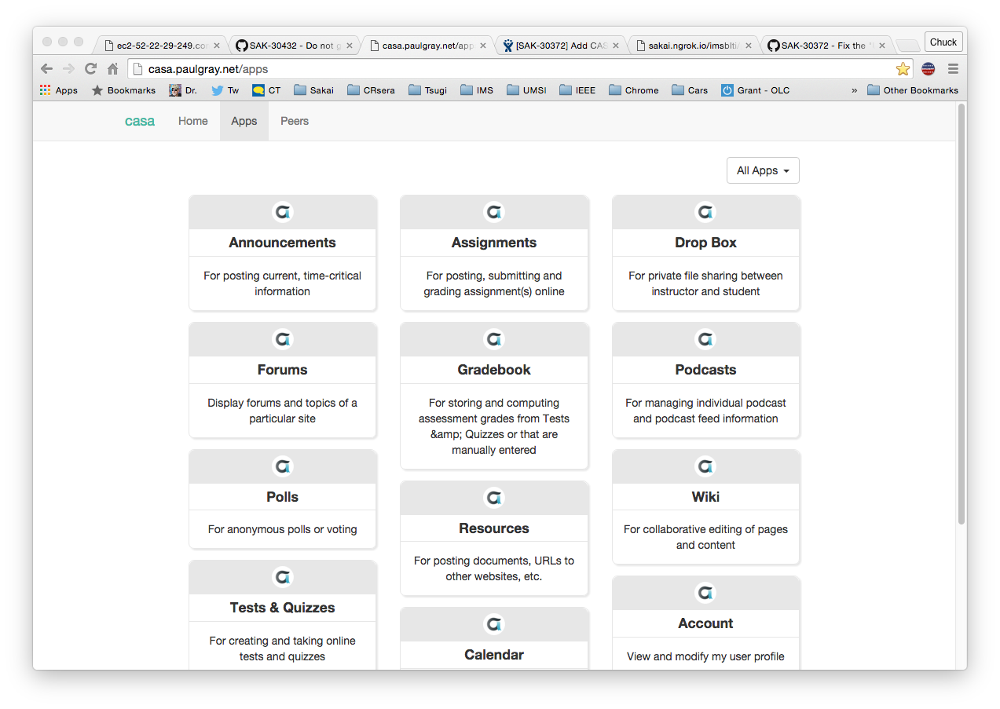 ec2-52-22-29-249.co
SAK-30432 - Do not g
casa.paulgray.net/app
[SAK-30372] Add CAS
sakai.ngrok.io/imsblti/
SAK-30372 - Fix the "
Chuck
casa.paulgray.net/apps
Apps
Bookmarks
Dr.
Tw
CT
Sakai
CRsera
Tsugi
IMS
UMSI
IEEE
Chrome
Cars
Grant - OLC
»
Other Bookmarks
casa
Home
Apps
Peers
All Apps
Announcements
For posting current, time-critical
information
Assignments
For posting, submitting and
grading assignment(s) online
Drop Box
For private file sharing between
instructor and student
Forums
Display forums and topics of a
particular site
Gradebook
For storing and computing
assessment grades from Tests
&amp; Quizzes or that are
manually entered
Podcasts
For managing individual podcast
and podcast feed information
Polls
For anonymous polls or voting
Resources
For posting documents, URLs to
other websites, etc.
Wiki
For collaborative editing of pages
and content
Tests & Quizzes
For creating and taking online
tests and quizzes
Calendar
Account
View and modify my user profile